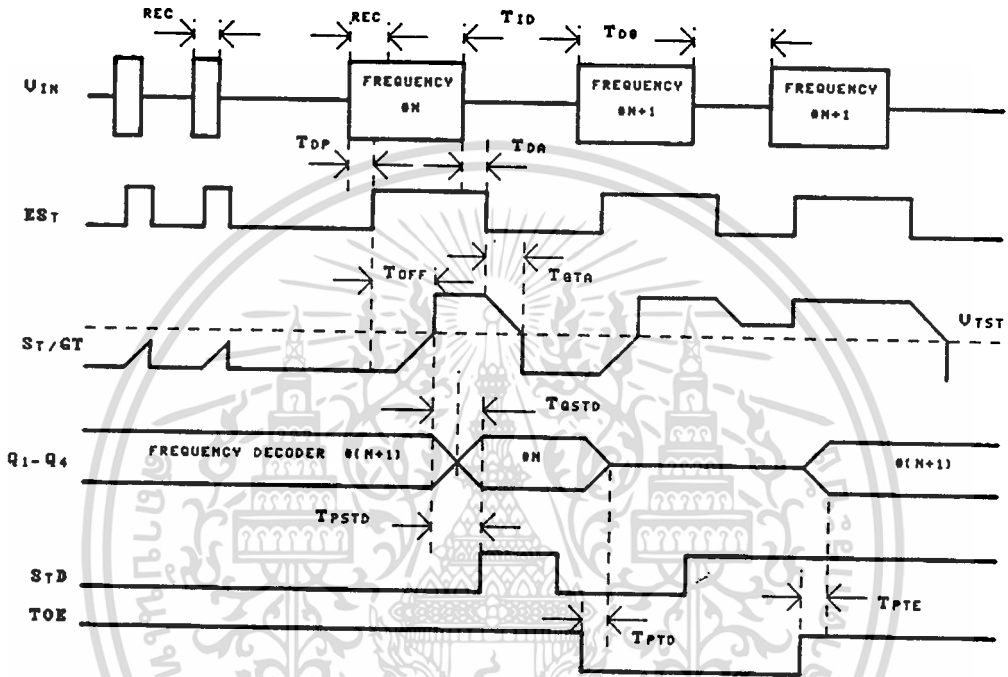 REC REC TID TDO
VIN FREQUENCY @N FREQUENCY @N+1 FREQUENCY @N+1
TDP TDA
EST
TOFF TGTA
ST/GT VTST
TQSTD
Q1-Q4 FREQUENCY DECODER @(N+1) @N @(N+1)
TPSTD
STD
TPTE
TOE
TPTD